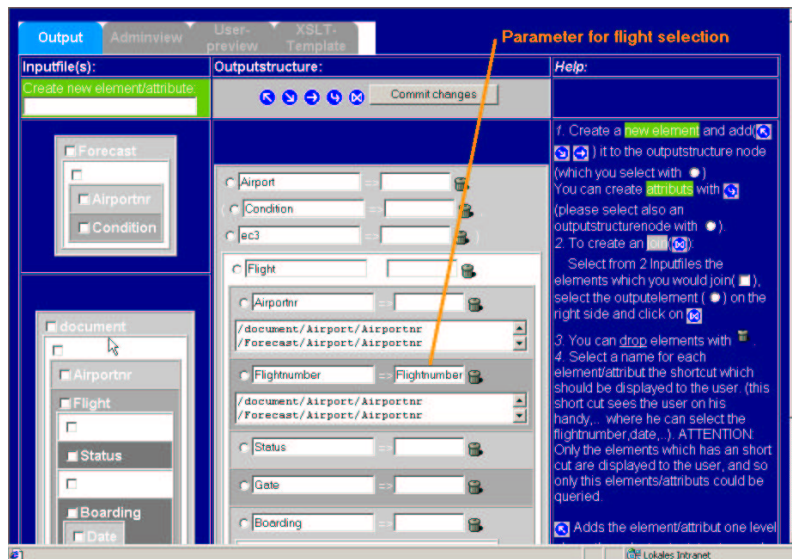 Output
Adminview
User-
preview
XSLT-
Template
Parameter for flight selection
Inputfile(s):
Outputstructure:
Help:
Create new element/attribute
Commit changes
Forecast
Airportnr
Condition
document
Airportnr
Flight
Status
Boarding
Date
Airport =>
( Condition =>
ec3 => )
Flight
Airportnr =>
/document/Airport/Airportnr
/Forecast/Airport/Airportnr
Flightnumber => Flightnumber
/document/Airport/Airportnr
/Forecast/Airport/Airportnr
Status =>
Gate =>
Boarding =>
1. Create a new element and add(
) it to the outputstructure node
(which you select with )
You can create attributs with
(please select also an
outputstructurenode with ).
2. To create an join( ):
Select from 2 Inputfiles the
elements which you would join( ),
select the outputelement ( ) on the
right side and click on
3. You can drop elements with .
4. Select a name for each
element/attribut the shortcut which
should be displayed to the user. (this
short cut sees the user on his
handy,.. where he can select the
flightnumber,date,..). ATTENTION:
Only the elements which has an short
cut are displayed to the user, and so
only this elements/attributs could be
queried.
Adds the element/attribut one level
Lokales Intranet